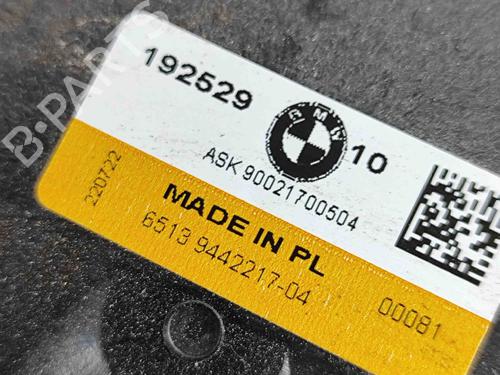 B-PARTS
192529
BMW
10
ASK 90021700504
220722
MADE IN PL
6513 9442217-04
00081